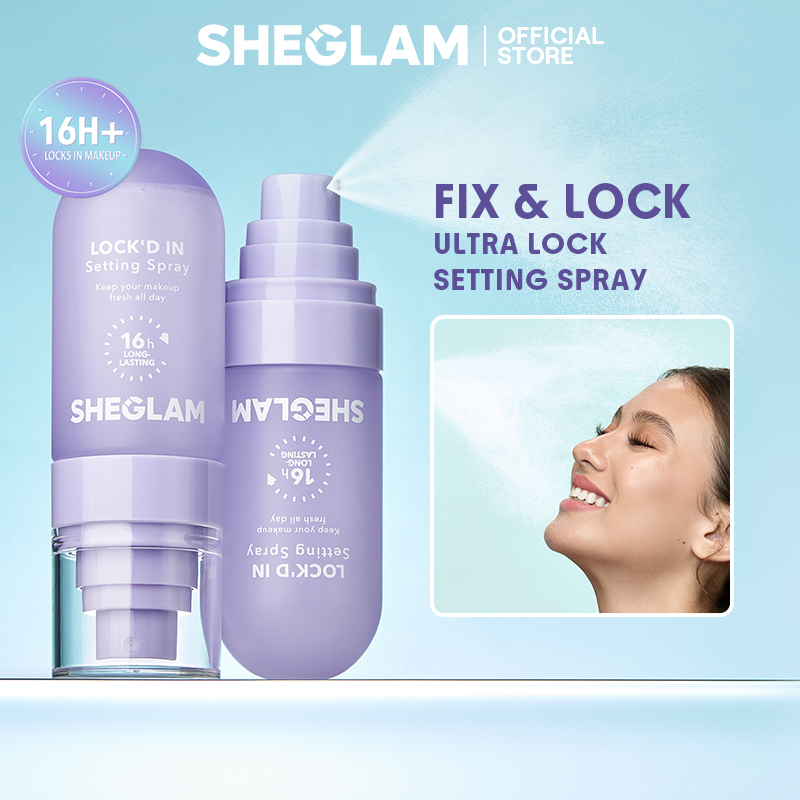 SHEGLAM
OFFICIAL
STORE
16H+
LOCKS IN MAKEUP
FIX & LOCK
ULTRA LOCK
SETTING SPRAY
LOCK'D IN
Setting Spray
Keep your makeup
fresh all day
16h
LONG-
LASTING
SHEGLAM
SHEGLAM
16h
LONG-
LASTING
Keep your makeup
fresh all day
Setting Spray
LOCK'D IN